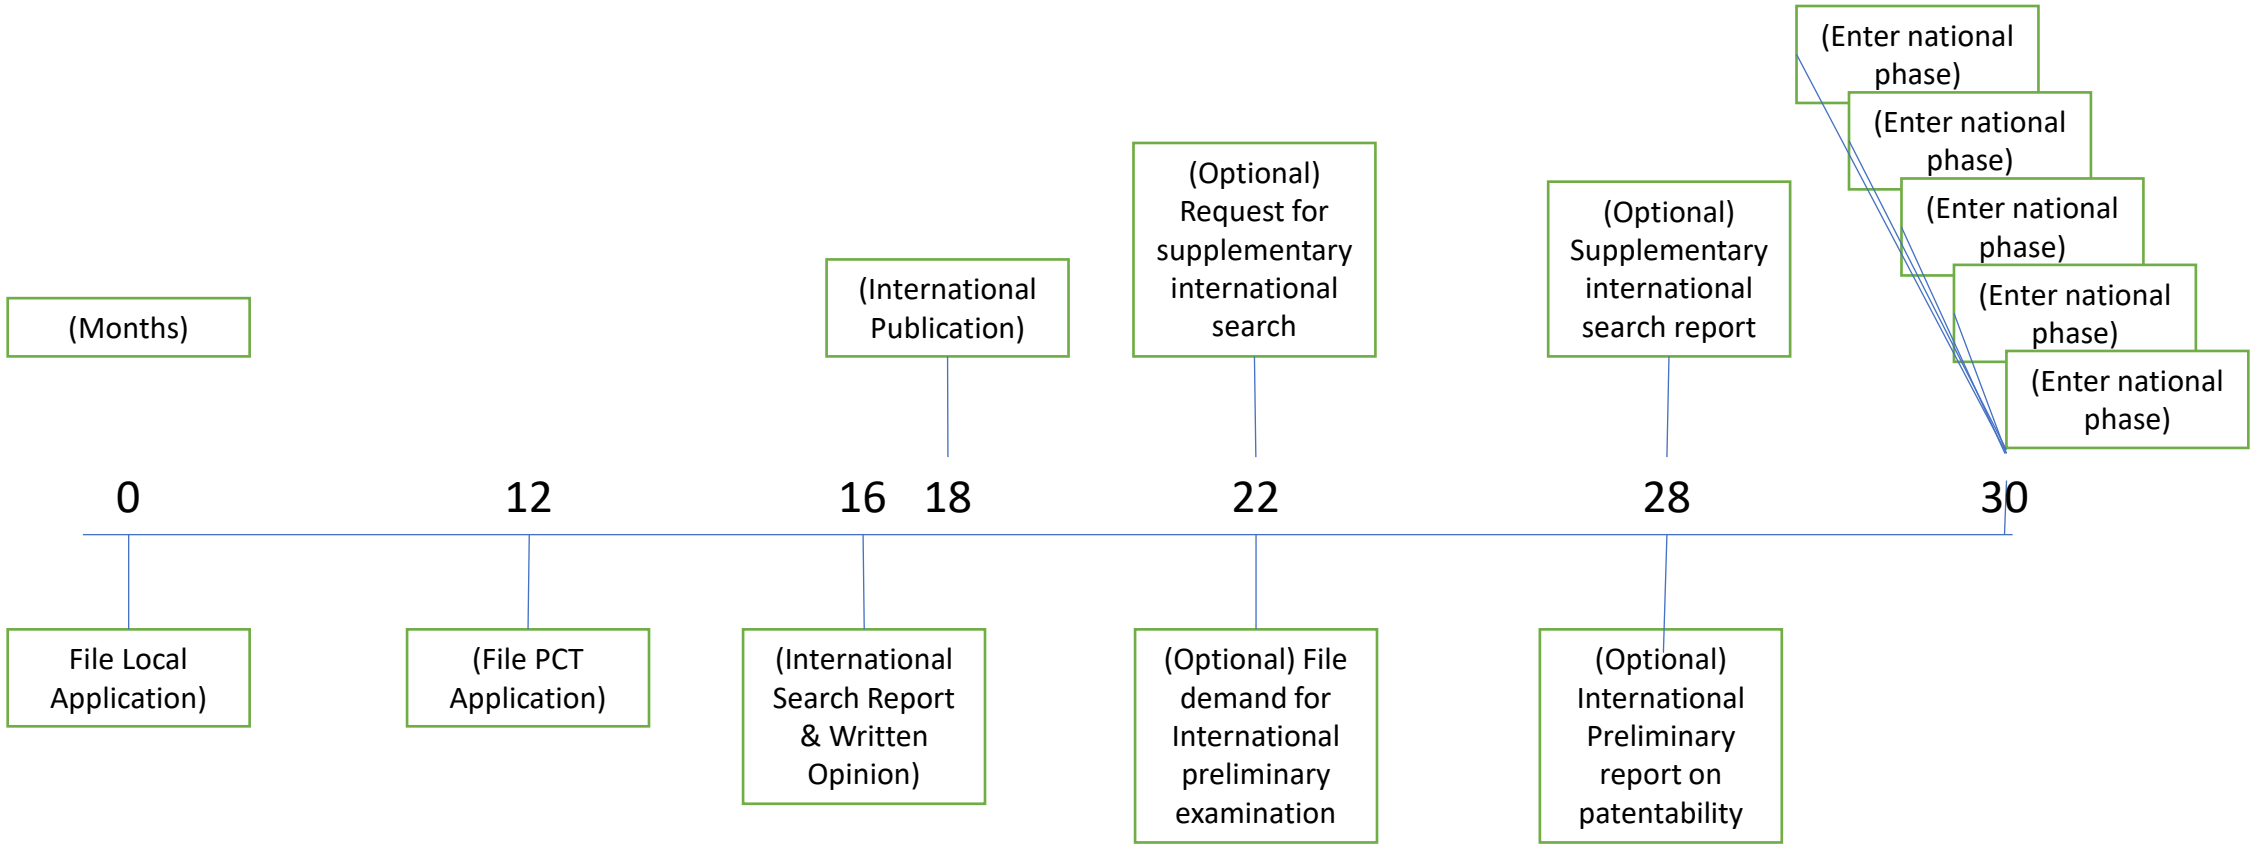 (Enter national
phase)
(Enter national
phase)
(Enter national
phase)
(Enter national
phase)
(Enter national
phase)
(Optional)
Request for
supplementary
international
search
(Optional)
Supplementary
international
search report
(International
Publication)
(Months)
0 12 16 18 22 28 30
File Local
Application)
(File PCT
Application)
(International
Search Report
& Written
Opinion)
(Optional) File
demand for
International
preliminary
examination
(Optional)
International
Preliminary
report on
patentability